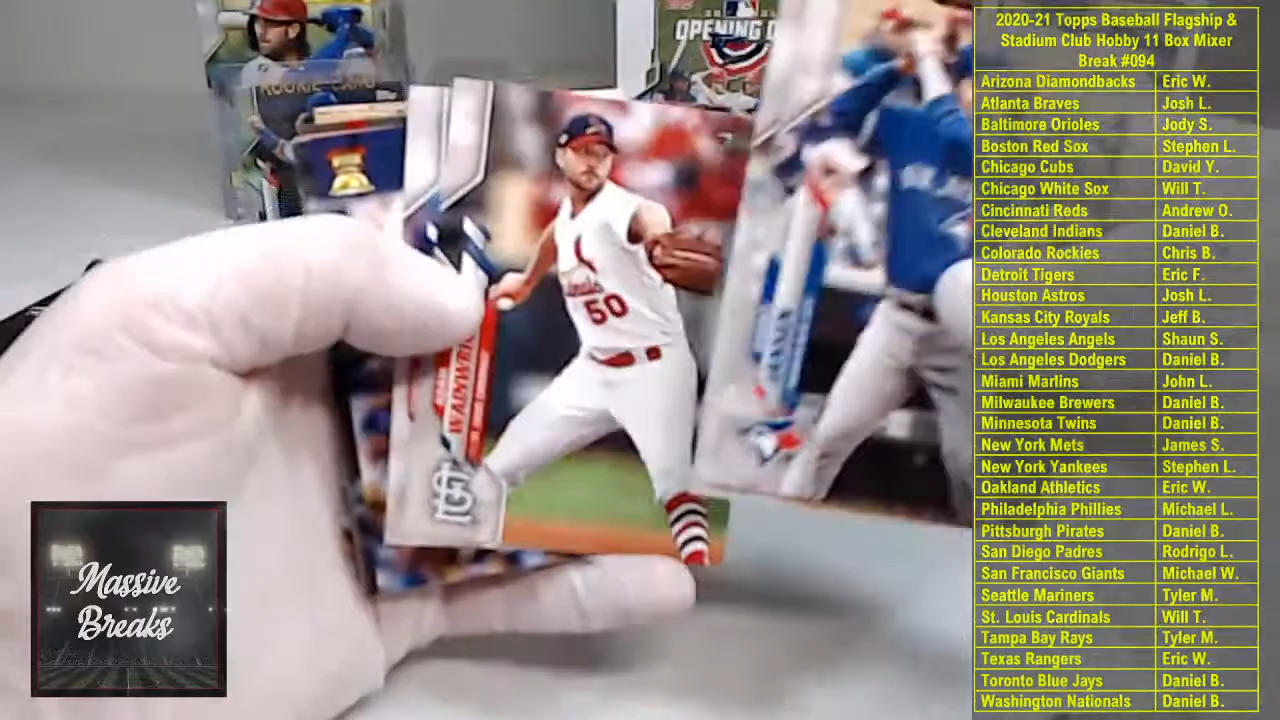 ROOKIE CARD
OPENING
ADAM
WAINWRIG
50
STL
JANSEN
Massive
Breaks
2020-21 Topps Baseball Flagship &
Stadium Club Hobby 11 Box Mixer
Break #094
Arizona Diamondbacks Eric W.
Atlanta Braves Josh L.
Baltimore Orioles Jody S.
Boston Red Sox Stephen L.
Chicago Cubs David Y.
Chicago White Sox Will T.
Cincinnati Reds Andrew O.
Cleveland Indians Daniel B.
Colorado Rockies Chris B.
Detroit Tigers Eric F.
Houston Astros Josh L.
Kansas City Royals Jeff B.
Los Angeles Angels Shaun S.
Los Angeles Dodgers Daniel B.
Miami Marlins John L.
Milwaukee Brewers Daniel B.
Minnesota Twins Daniel B.
New York Mets James S.
New York Yankees Stephen L.
Oakland Athletics Eric W.
Philadelphia Phillies Michael L.
Pittsburgh Pirates Daniel B.
San Diego Padres Rodrigo L.
San Francisco Giants Michael W.
Seattle Mariners Tyler M.
St. Louis Cardinals Will T.
Tampa Bay Rays Tyler M.
Texas Rangers Eric W.
Toronto Blue Jays Daniel B.
Washington Nationals Daniel B.